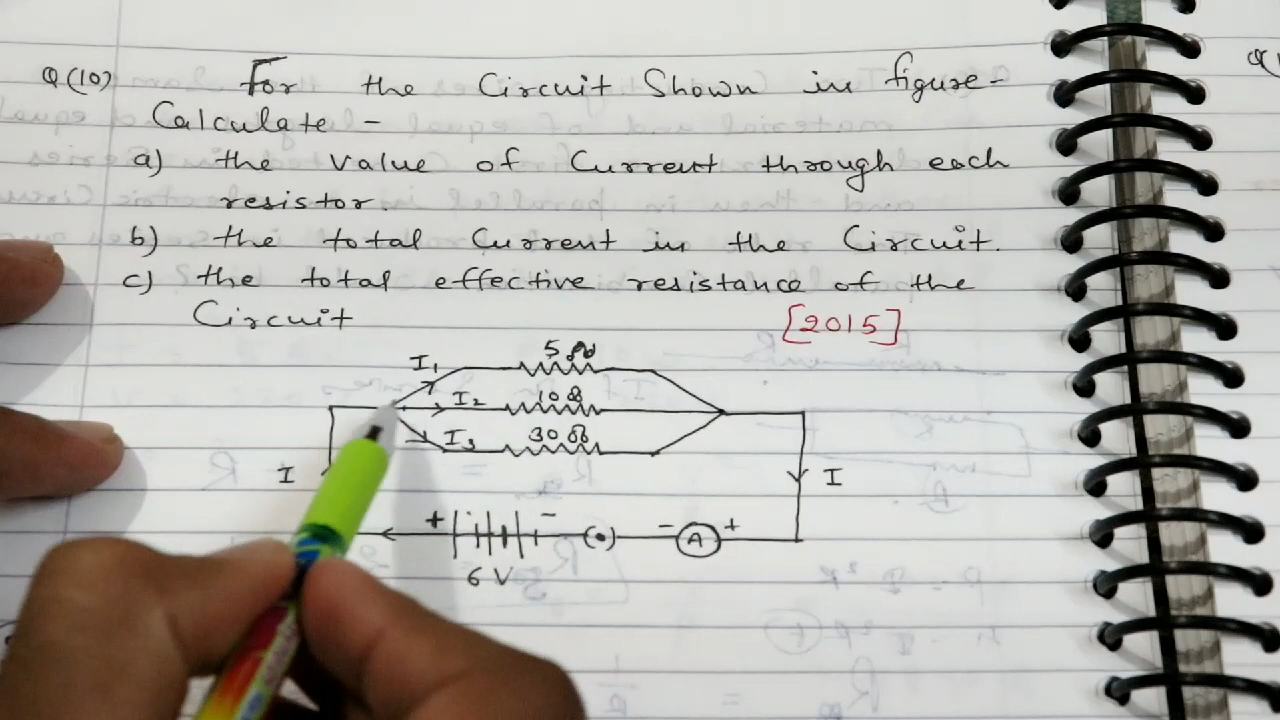 Q(10) For the Circuit Shown in figure-
Calculate -
a) the value of Current through each
resistor.
b) the total Current in the Circuit.
c) the total effective resistance of the
Circuit
[2015]
I₁ 5 Ω
I₂ 10 Ω
I₃ 30 Ω
I
I
+ -
6 V
- A +